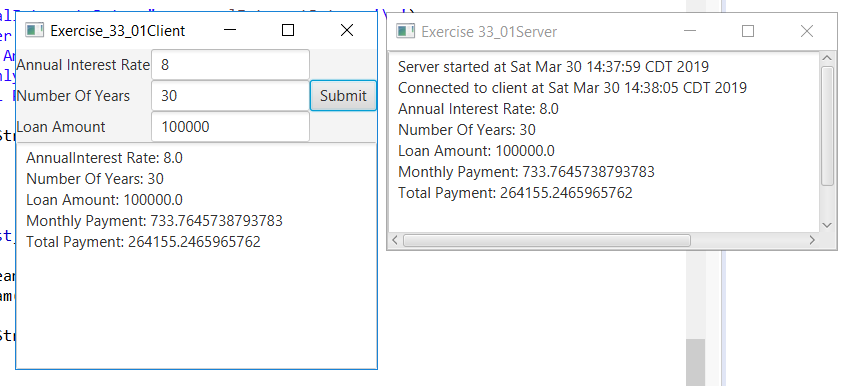 Exercise_33_01Client
Annual Interest Rate 8
Number Of Years 30 Submit
Loan Amount 100000
AnnualInterest Rate: 8.0
Number Of Years: 30
Loan Amount: 100000.0
Monthly Payment: 733.7645738793783
Total Payment: 264155.2465965762
Exercise 33_01Server
Server started at Sat Mar 30 14:37:59 CDT 2019
Connected to client at Sat Mar 30 14:38:05 CDT 2019
Annual Interest Rate: 8.0
Number Of Years: 30
Loan Amount: 100000.0
Monthly Payment: 733.7645738793783
Total Payment: 264155.2465965762